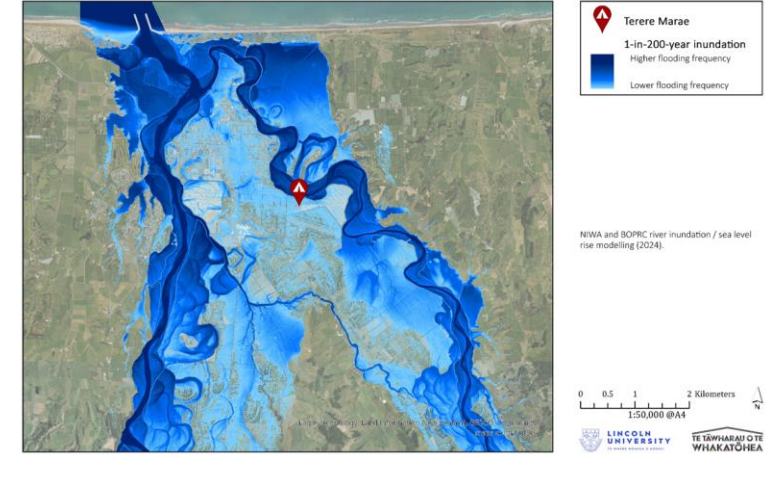 Terere Marae
1-in-200-year inundation
Higher flooding frequency
Lower flooding frequency
NIWA and BOPRC river inundation / sea level
rise modelling (2024).
0 0.5 1 2 Kilometers
1:50,000 @A4
N
LINCOLN
UNIVERSITY
TE TĀWHARAU O TE
WHAKATŌHEA